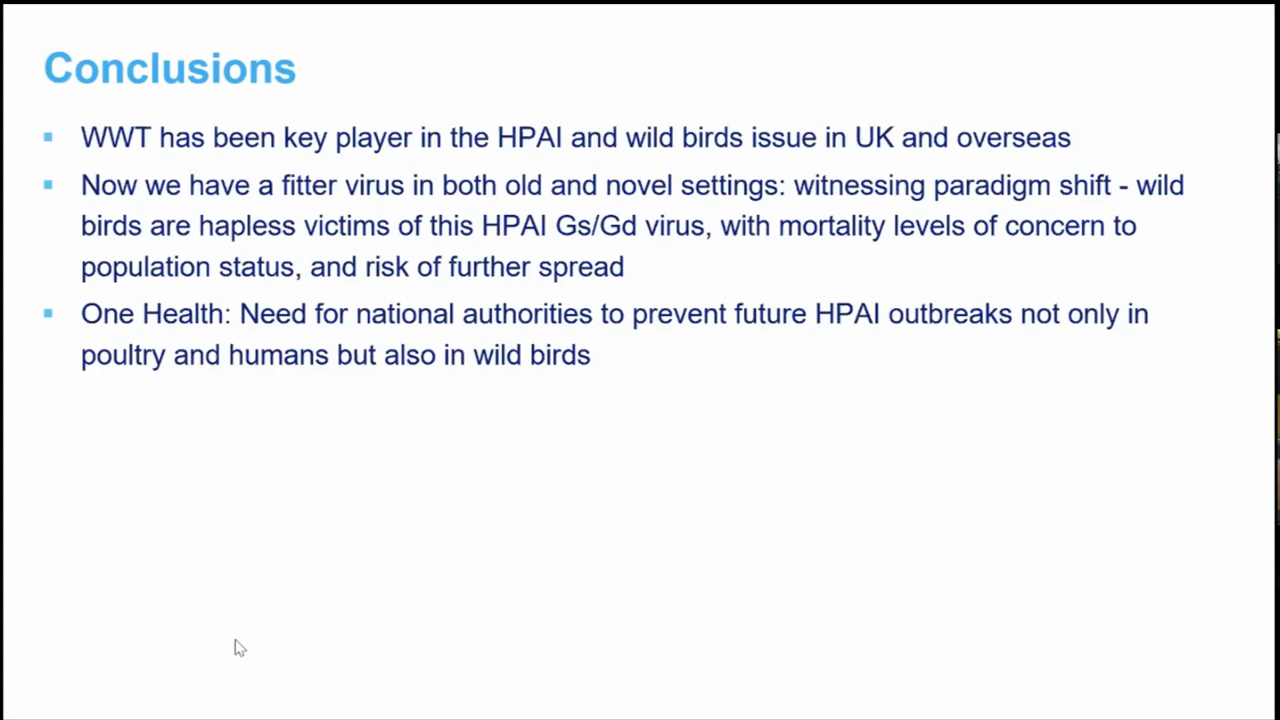 Conclusions
WWT has been key player in the HPAI and wild birds issue in UK and overseas
Now we have a fitter virus in both old and novel settings: witnessing paradigm shift - wild
birds are hapless victims of this HPAI Gs/Gd virus, with mortality levels of concern to
population status, and risk of further spread
One Health: Need for national authorities to prevent future HPAI outbreaks not only in
poultry and humans but also in wild birds